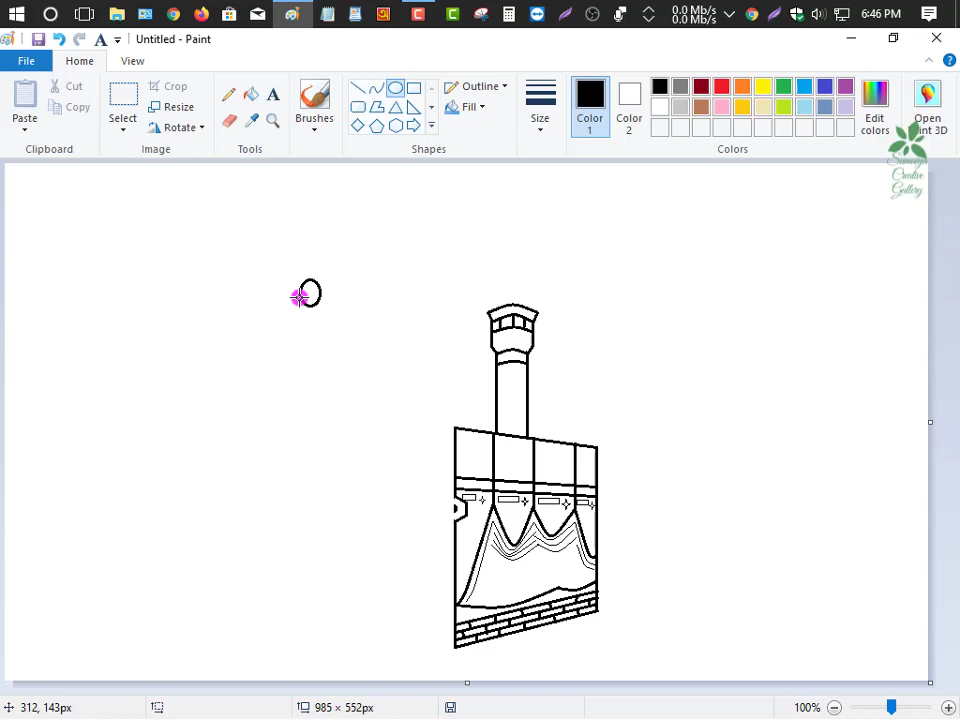 0.0 Mb/s
0.0 Mb/s
6:46 PM
Untitled - Paint
File
Home
View
Paste
Cut
Copy
Clipboard
Select
Crop
Resize
Rotate
Image
A
Tools
Brushes
Shapes
Outline
Fill
Size
Color
1
Color
2
Colors
Edit
colors
Open
Creative
Gallery
312, 143px
985 × 552px
100%